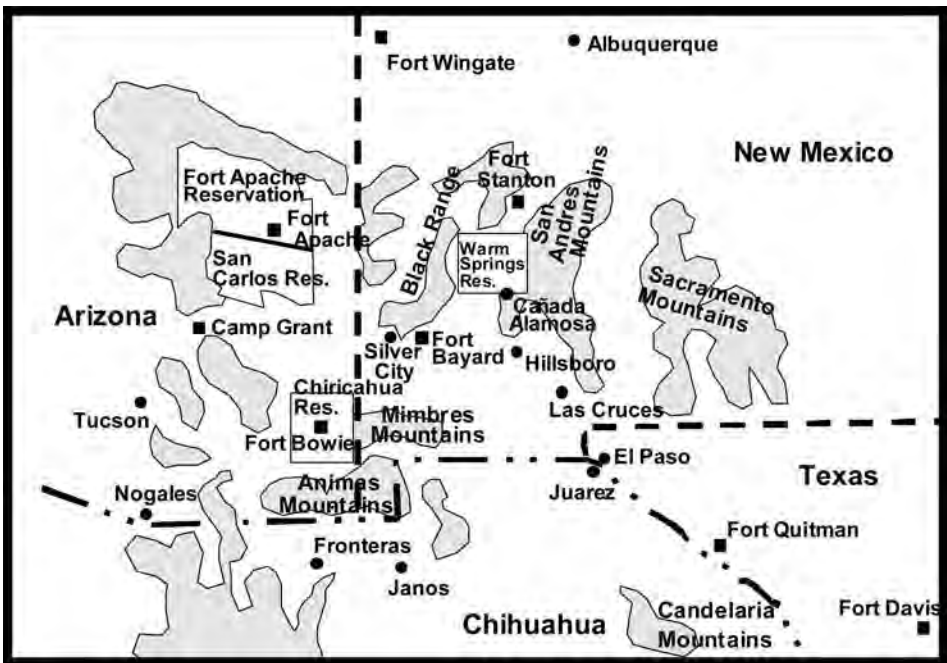 Albuquerque
Fort Wingate
New Mexico
Fort
Stanton
Fort Apache
Reservation
Fort
Apache
San
Carlos Res.
Black Range
San
Andres
Mountains
Warm
Springs
Res.
Sacramento
Mountains
Cañada
Alamosa
Arizona
Camp Grant
Silver
City
Fort
Bayard
Hillsboro
Chiricahua
Res.
Fort Bowie
Mimbres
Mountains
Las Cruces
Tucson
El Paso
Juarez
Texas
Nogales
Animas
Mountains
Fort Quitman
Fronteras
Janos
Chihuahua
Candelaria
Mountains
Fort Davis